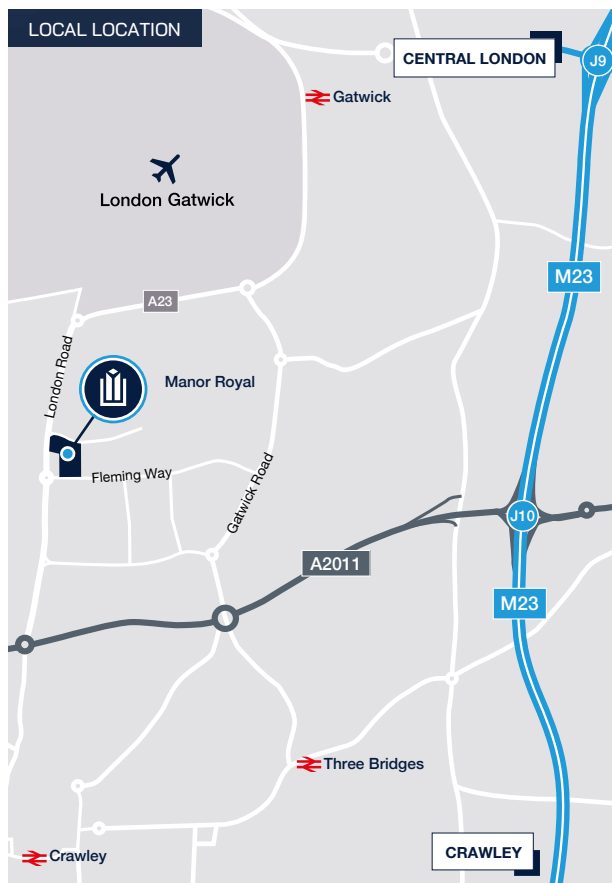 LOCAL LOCATION
CENTRAL LONDON
J9
Gatwick
London Gatwick
M23
A23
London Road
Manor Royal
Fleming Way
Gatwick Road
J10
A2011
M23
Three Bridges
CRAWLEY
Crawley